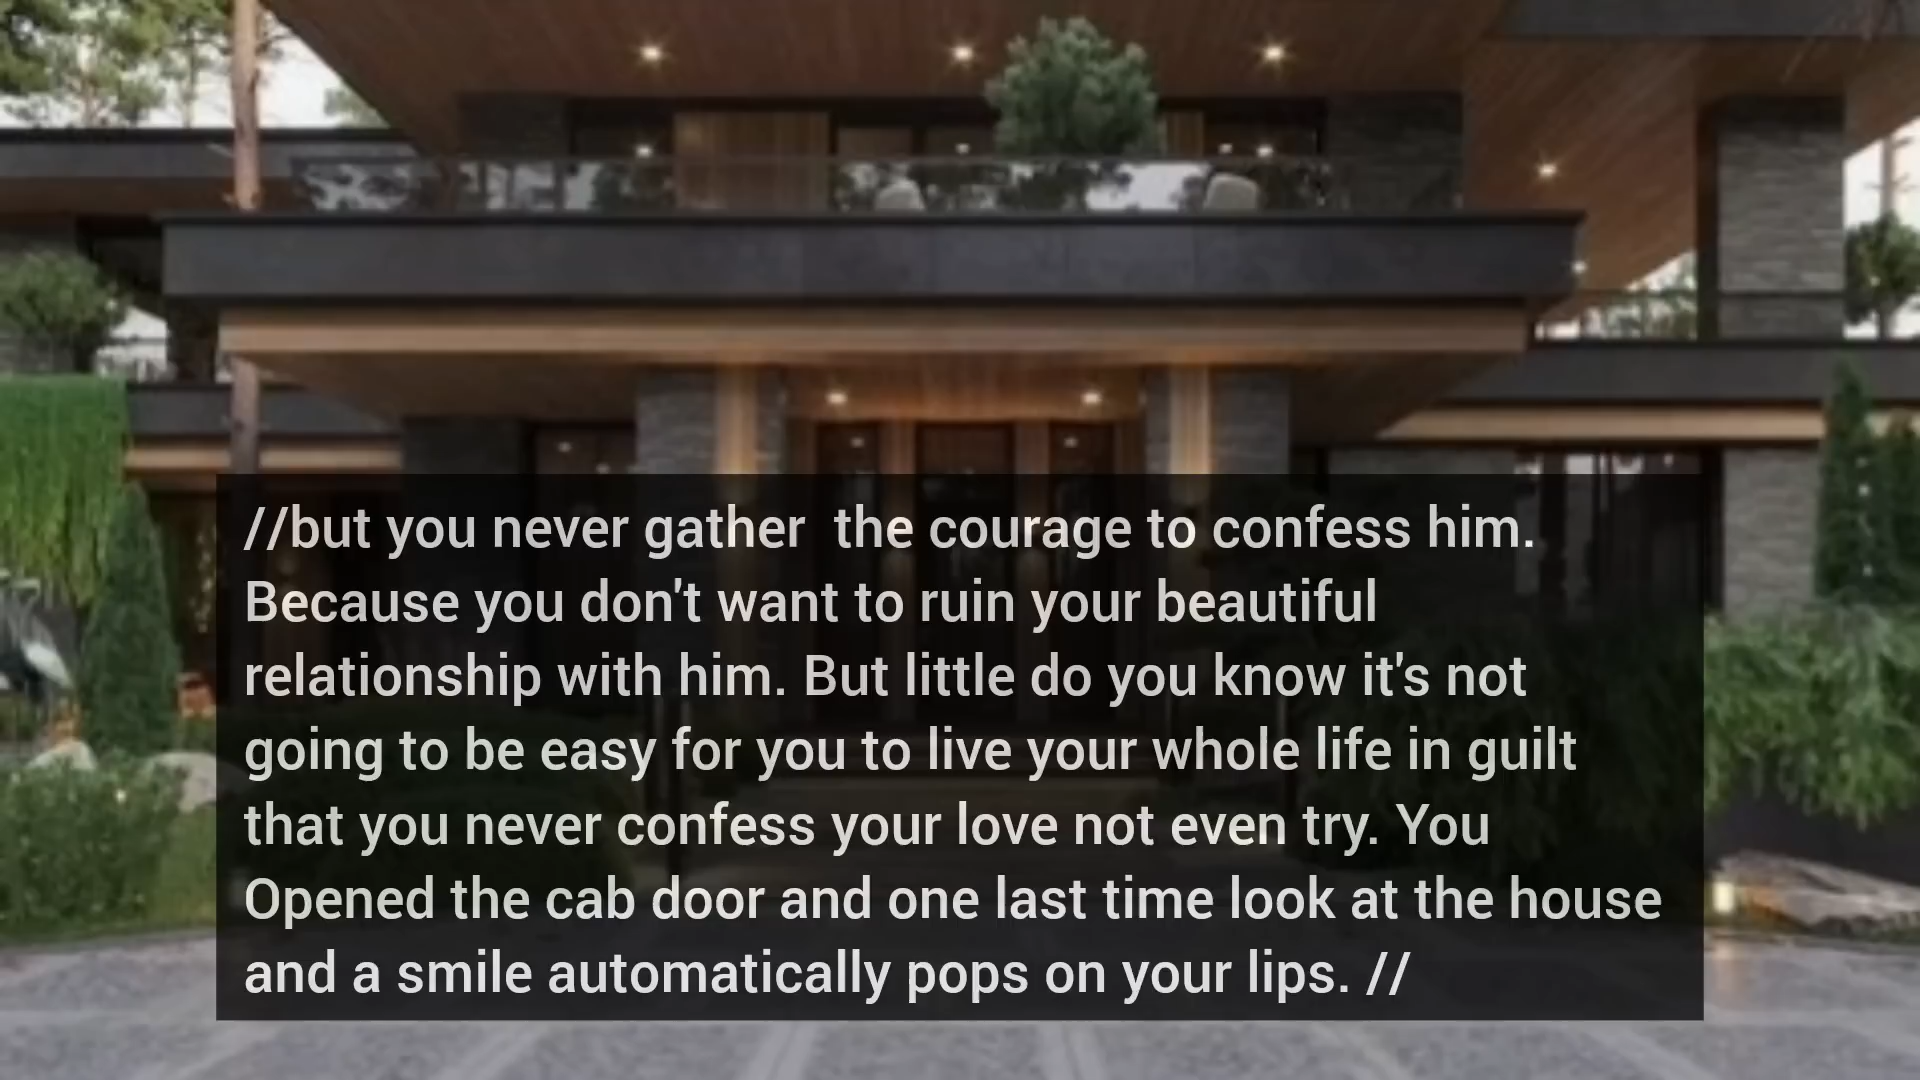 //but you never gather  the courage to confess him.
Because you don't want to ruin your beautiful
relationship with him. But little do you know it's not
going to be easy for you to live your whole life in guilt
that you never confess your love not even try. You
Opened the cab door and one last time look at the house
and a smile automatically pops on your lips. //